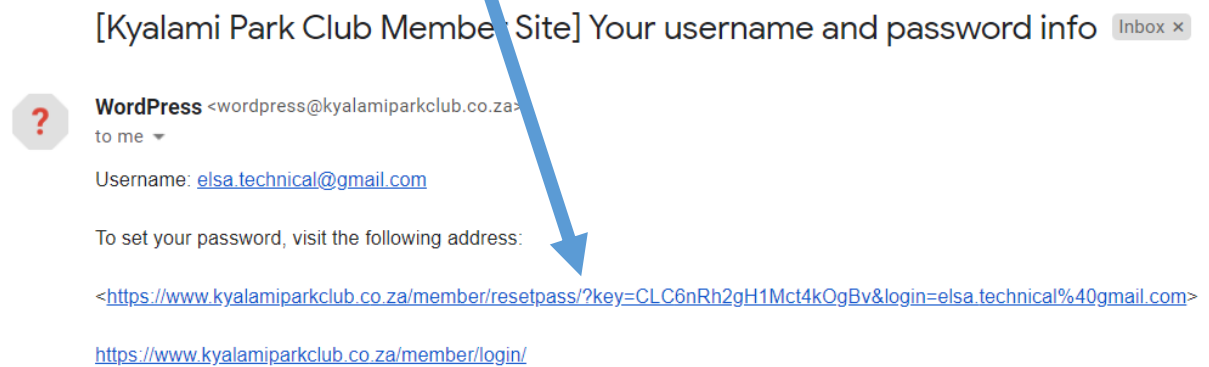 [Kyalami Park Club Member Site] Your username and password info Inbox ×
? WordPress <wordpress@kyalamiparkclub.co.za>
to me
Username: elsa.technical@gmail.com
To set your password, visit the following address:
<https://www.kyalamiparkclub.co.za/member/resetpass/?key=CLC6nRh2gH1Mct4kOgBv&login=elsa.technical%40gmail.com>
https://www.kyalamiparkclub.co.za/member/login/